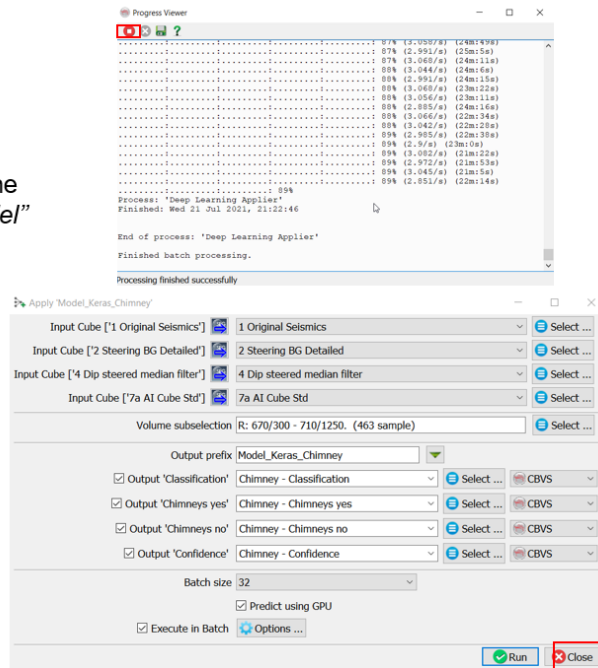 Progress Viewer
?
.........:.........:.........:.........:.........: 87% (3.058/s) (24m:49s)
.........:.........:.........:.........:.........: 87% (2.991/s) (25m:5s)
.........:.........:.........:.........:.........: 87% (3.068/s) (24m:11s)
.........:.........:.........:.........:.........: 88% (3.044/s) (24m:6s)
.........:.........:.........:.........:.........: 88% (2.991/s) (24m:15s)
.........:.........:.........:.........:.........: 88% (3.068/s) (23m:22s)
.........:.........:.........:.........:.........: 88% (3.056/s) (23m:11s)
.........:.........:.........:.........:.........: 88% (2.885/s) (24m:16s)
.........:.........:.........:.........:.........: 88% (3.066/s) (22m:34s)
.........:.........:.........:.........:.........: 88% (3.042/s) (22m:28s)
.........:.........:.........:.........:.........: 89% (2.985/s) (22m:38s)
.........:.........:.........:.........:.........: 89% (2.9/s) (23m:0s)
.........:.........:.........:.........:.........: 89% (3.082/s) (21m:22s)
.........:.........:.........:.........:.........: 89% (2.972/s) (21m:53s)
.........:.........:.........:.........:.........: 89% (3.045/s) (21m:5s)
.........:.........:.........:.........:.........: 89% (2.851/s) (22m:14s)
.........:.........:.........: 89%
Process: 'Deep Learning Applier'
Finished: Wed 21 Jul 2021, 21:22:46
End of process: 'Deep Learning Applier'
Finished batch processing.
Processing finished successfully
ne
el”
Apply 'Model_Keras_Chimney'
Input Cube ['1 Original Seismics'] 1 Original Seismics Select ...
Input Cube ['2 Steering BG Detailed'] 2 Steering BG Detailed Select ...
Input Cube ['4 Dip steered median filter'] 4 Dip steered median filter Select ...
Input Cube ['7a AI Cube Std'] 7a AI Cube Std Select ...
Volume subselection R: 670/300 - 710/1250. (463 sample) Select ...
Output prefix Model_Keras_Chimney
Output 'Classification' Chimney - Classification Select ... CBVS
Output 'Chimneys yes' Chimney - Chimneys yes Select ... CBVS
Output 'Chimneys no' Chimney - Chimneys no Select ... CBVS
Output 'Confidence' Chimney - Confidence Select ... CBVS
Batch size 32
Predict using GPU
Execute in Batch Options ...
Run Close